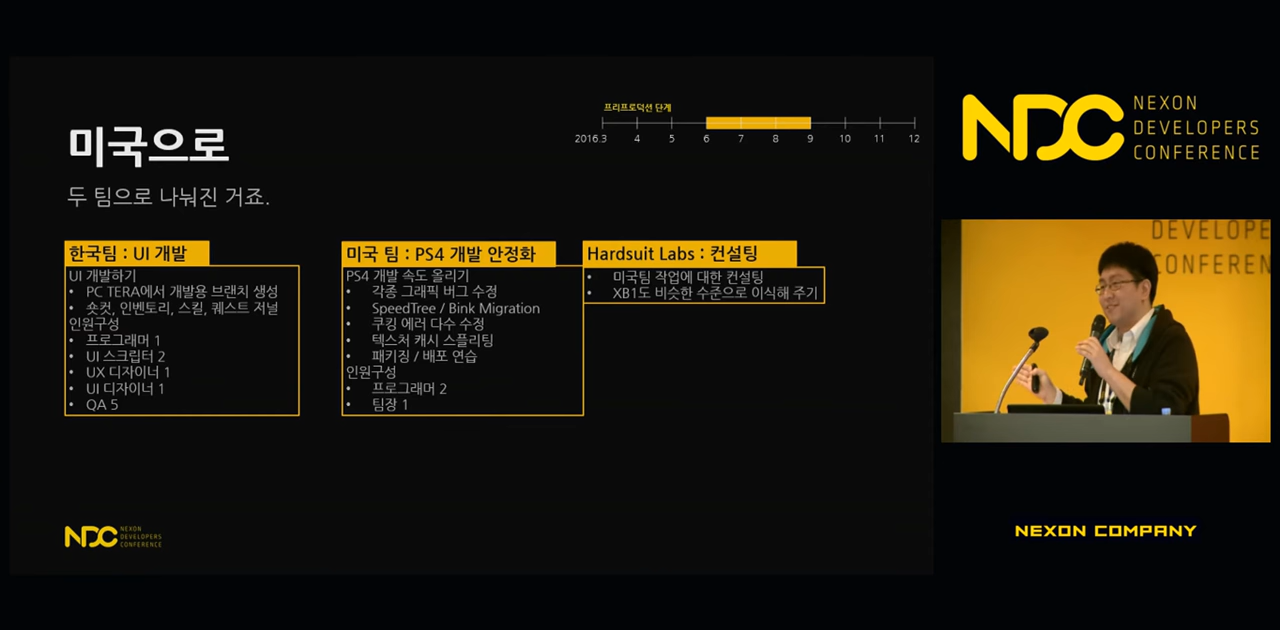 프리프로덕션 단계
2016.3 4 5 6 7 8 9 10 11 12
미국으로
두 팀으로 나눠진 거죠.
한국팀 : UI 개발
UI 개발하기
• PC TERA에서 개발용 브랜치 생성
• 숏컷, 인벤토리, 스킬, 퀘스트 저널
인원구성
• 프로그래머 1
• UI 스크립터 2
• UX 디자이너 1
• UI 디자이너 1
• QA 5
미국 팀 : PS4 개발 안정화
PS4 개발 속도 올리기
• 각종 그래픽 버그 수정
• SpeedTree / Bink Migration
• 쿠킹 에러 다수 수정
• 텍스처 캐시 스플리팅
• 패키징 / 배포 연습
인원구성
• 프로그래머 2
• 팀장 1
Hardsuit Labs : 컨설팅
• 미국팀 작업에 대한 컨설팅
• XB1도 비슷한 수준으로 이식해 주기
NDC NEXON
DEVELOPERS
CONFERENCE
NDC NEXON
DEVELOPERS
CONFERENCE
DEVELOPE
CONFEREN
NEXON COMPANY